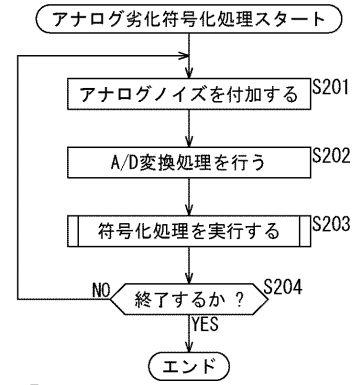 アナログ劣化符号化処理スタート
アナログノイズを付加する
S201
A/D変換処理を行う
S202
符号化処理を実行する
S203
終了するか ?
S204
NO
YES
エンド